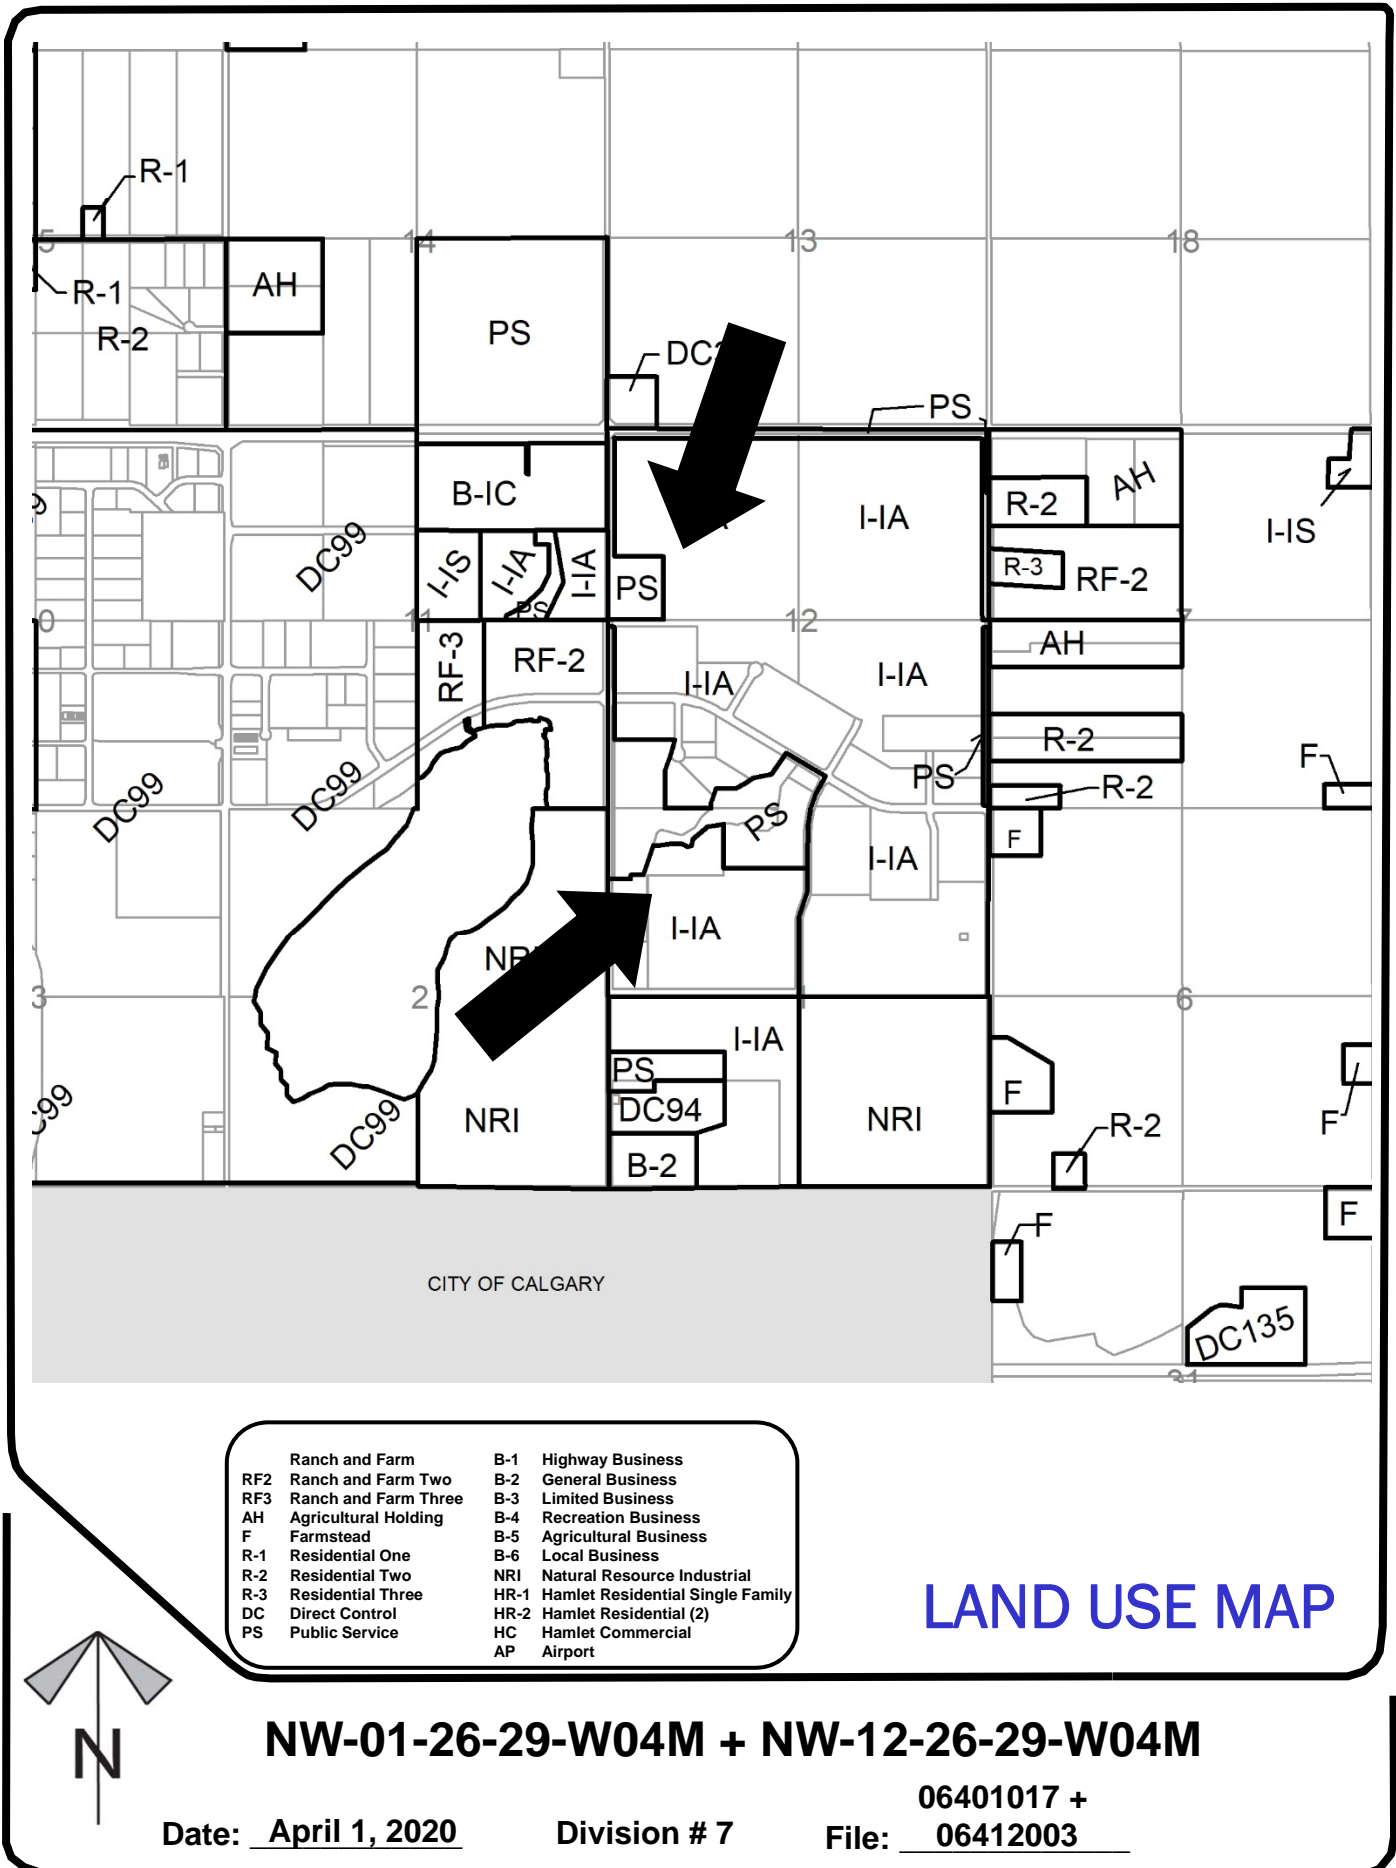 R-1
5
14
13
18
R-1
AH
R-2
PS
PS
B-IC
I-IA
R-2
AH
I-IS
DC99
I-IS
I-IA
I-IA
PS
PS
R-3
RF-2
0
11
12
7
RF-3
RF-2
I-IA
I-IA
AH
R-2
PS
R-2
F
DC99
DC99
PS
I-IA
F
I-IA
3
2
6
I-IA
PS
DC94
B-2
NRI
NRI
F
R-2
F
DC99
F
F
CITY OF CALGARY
DC135
31
Ranch and Farm
RF2 Ranch and Farm Two
RF3 Ranch and Farm Three
AH Agricultural Holding
F Farmstead
R-1 Residential One
R-2 Residential Two
R-3 Residential Three
DC Direct Control
PS Public Service
B-1 Highway Business
B-2 General Business
B-3 Limited Business
B-4 Recreation Business
B-5 Agricultural Business
B-6 Local Business
NRI Natural Resource Industrial
HR-1 Hamlet Residential Single Family
HR-2 Hamlet Residential (2)
HC Hamlet Commercial
AP Airport
LAND USE MAP
N
NW-01-26-29-W04M + NW-12-26-29-W04M
Date: April 1, 2020
Division # 7
File: 06401017 +
06412003